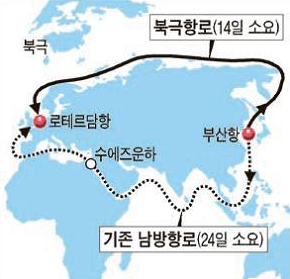 북극항로(14일 소요)
북극
로테르담항
부산항
수에즈운하
기존 남방항로(24일 소요)